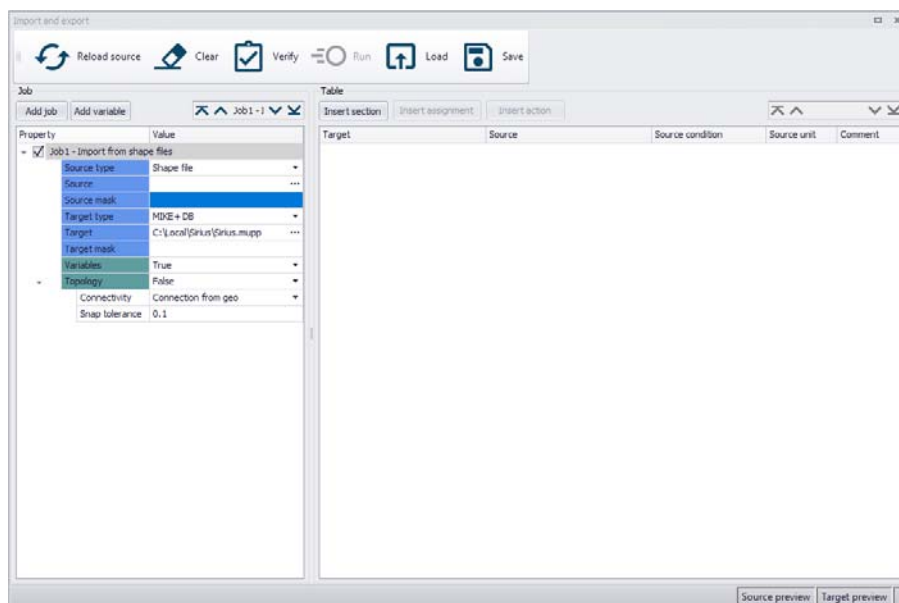 Import and export
Reload source Clear Verify Run Load Save
Job
Add job Add variable Job1 - I
Property Value
Job1 - Import from shape files
Source type Shape file
Source ...
Source mask
Target type MIKE+DB
Target C:\Local\Sirius\Sirius.mupp ...
Target mask
Variables True
Topology False
Connectivity Connection from geo
Snap tolerance 0.1
Table
Insert section Insert assignment Insert action
Target Source Source condition Source unit Comment
Source preview Target preview